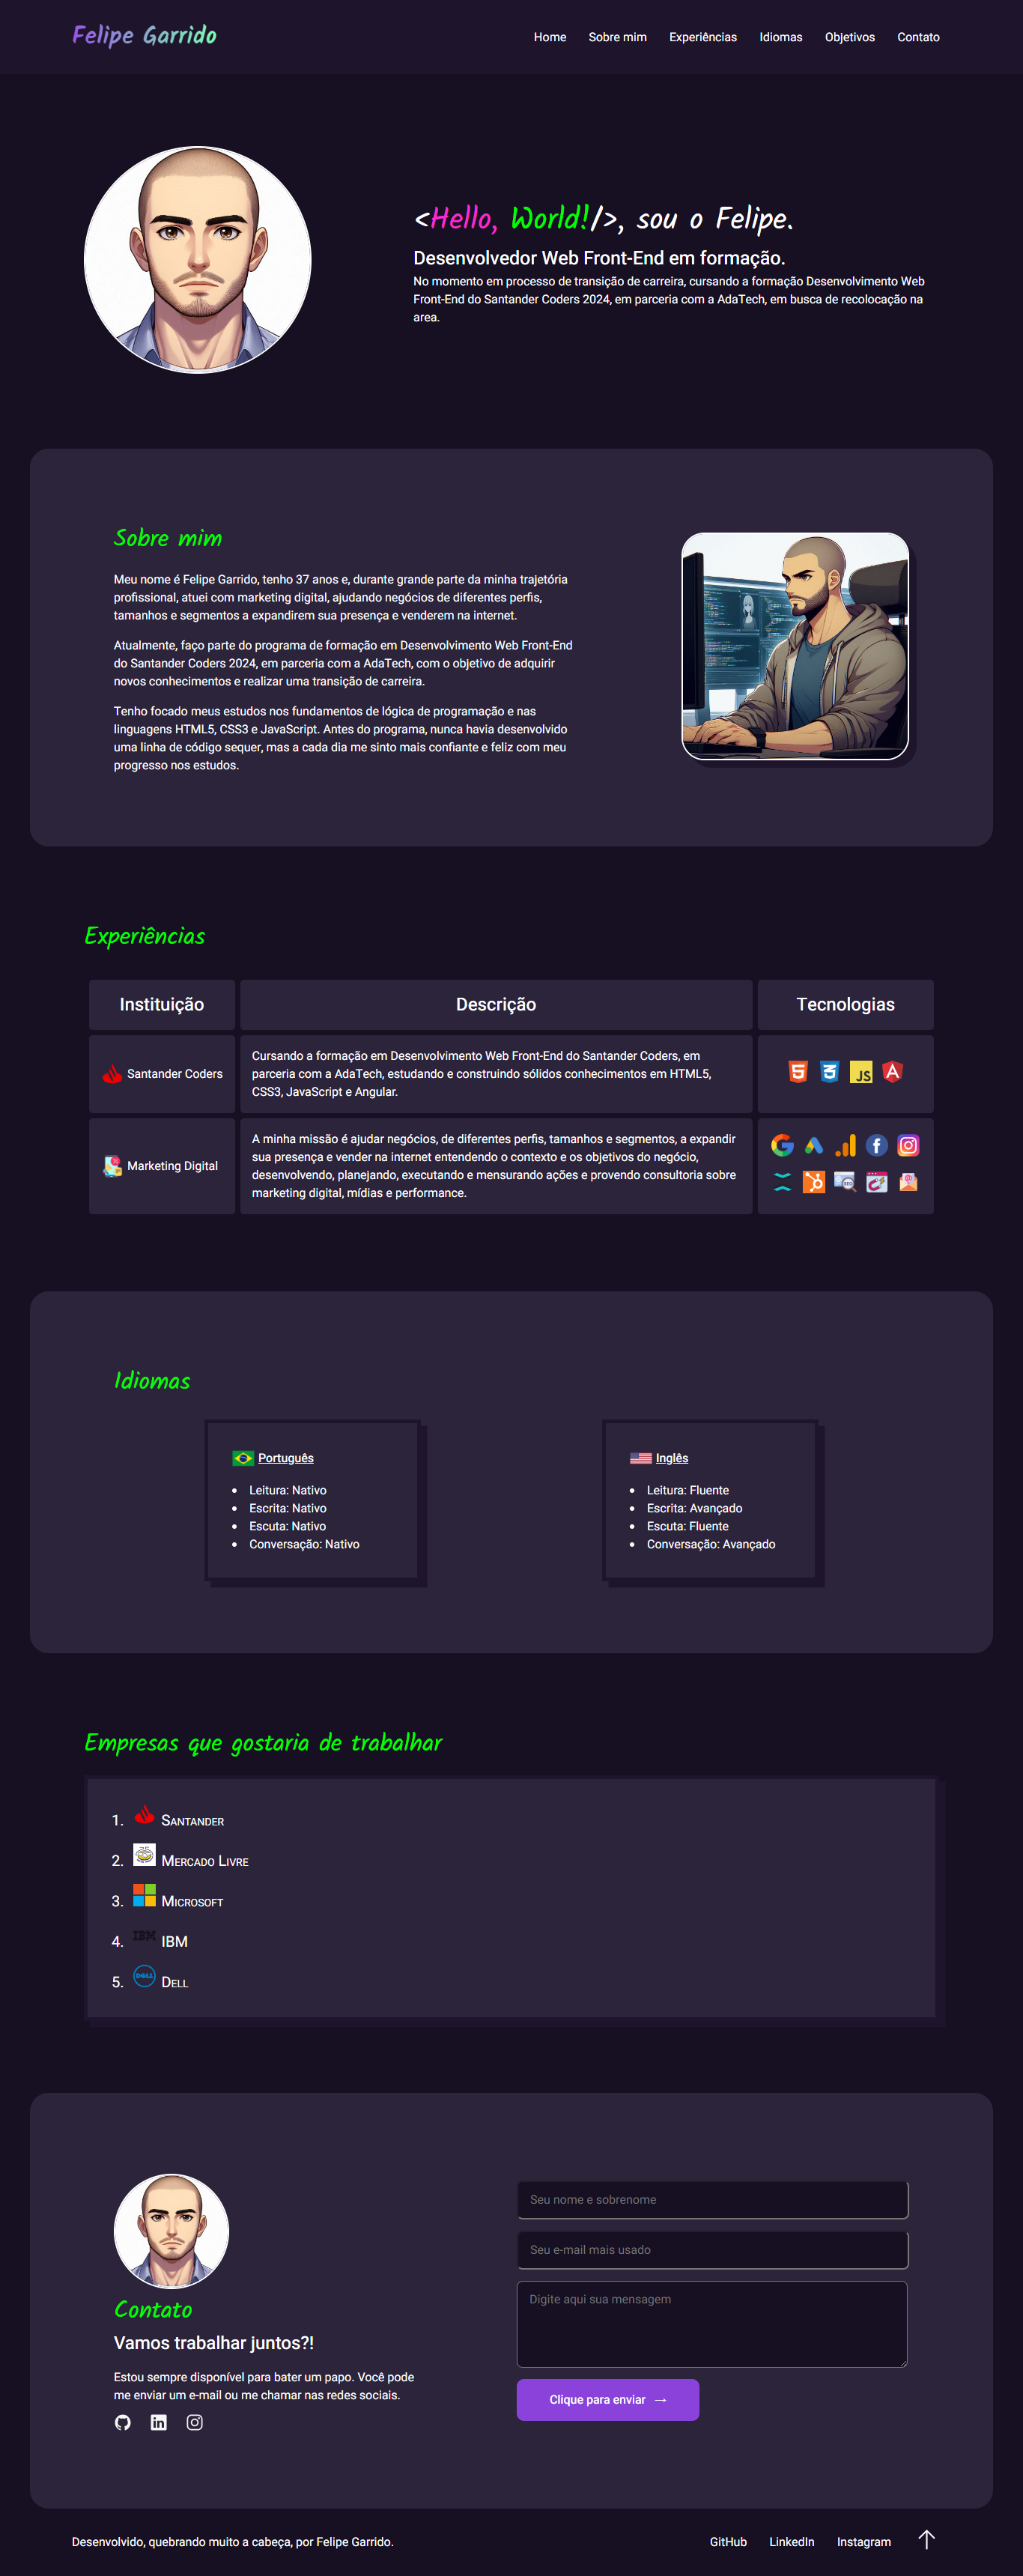 Felipe Garrido
Home Sobre mim Experiências Idiomas Objetivos Contato
<Hello, World!/>, sou o Felipe.
Desenvolvedor Web Front-End em formação.
No momento em processo de transição de carreira, cursando a formação Desenvolvimento Web
Front-End do Santander Coders 2024, em parceria com a AdaTech, em busca de recolocação na
area.
Sobre mim
Meu nome é Felipe Garrido, tenho 37 anos e, durante grande parte da minha trajetória
profissional, atuei com marketing digital, ajudando negócios de diferentes perfis,
tamanhos e segmentos a expandirem sua presença e venderem na internet.
Atualmente, faço parte do programa de formação em Desenvolvimento Web Front-End
do Santander Coders 2024, em parceria com a AdaTech, com o objetivo de adquirir
novos conhecimentos e realizar uma transição de carreira.
Tenho focado meus estudos nos fundamentos de lógica de programação e nas
linguagens HTML5, CSS3 e JavaScript. Antes do programa, nunca havia desenvolvido
uma linha de código sequer, mas a cada dia me sinto mais confiante e feliz com meu
progresso nos estudos.
Experiências
Instituição Descrição Tecnologias
Santander Coders
Cursando a formação em Desenvolvimento Web Front-End do Santander Coders, em
parceria com a AdaTech, estudando e construindo sólidos conhecimentos em HTML5,
CSS3, JavaScript e Angular.
JS
Marketing Digital
A minha missão é ajudar negócios, de diferentes perfis, tamanhos e segmentos, a expandir
sua presença e vender na internet entendendo o contexto e os objetivos do negócio,
desenvolvendo, planejando, executando e mensurando ações e provendo consultoria sobre
marketing digital, mídias e performance.
SEO
Idiomas
Português
Leitura: Nativo
Escrita: Nativo
Escuta: Nativo
Conversação: Nativo
Inglês
Leitura: Fluente
Escrita: Avançado
Escuta: Fluente
Conversação: Avançado
Empresas que gostaria de trabalhar
1. Santander
2. Mercado Livre
3. Microsoft
4. IBM IBM
5. DELL Dell
Contato
Vamos trabalhar juntos?!
Estou sempre disponível para bater um papo. Você pode
me enviar um e-mail ou me chamar nas redes sociais.
Seu nome e sobrenome
Seu e-mail mais usado
Digite aqui sua mensagem
Clique para enviar →
Desenvolvido, quebrando muito a cabeça, por Felipe Garrido.
GitHub LinkedIn Instagram